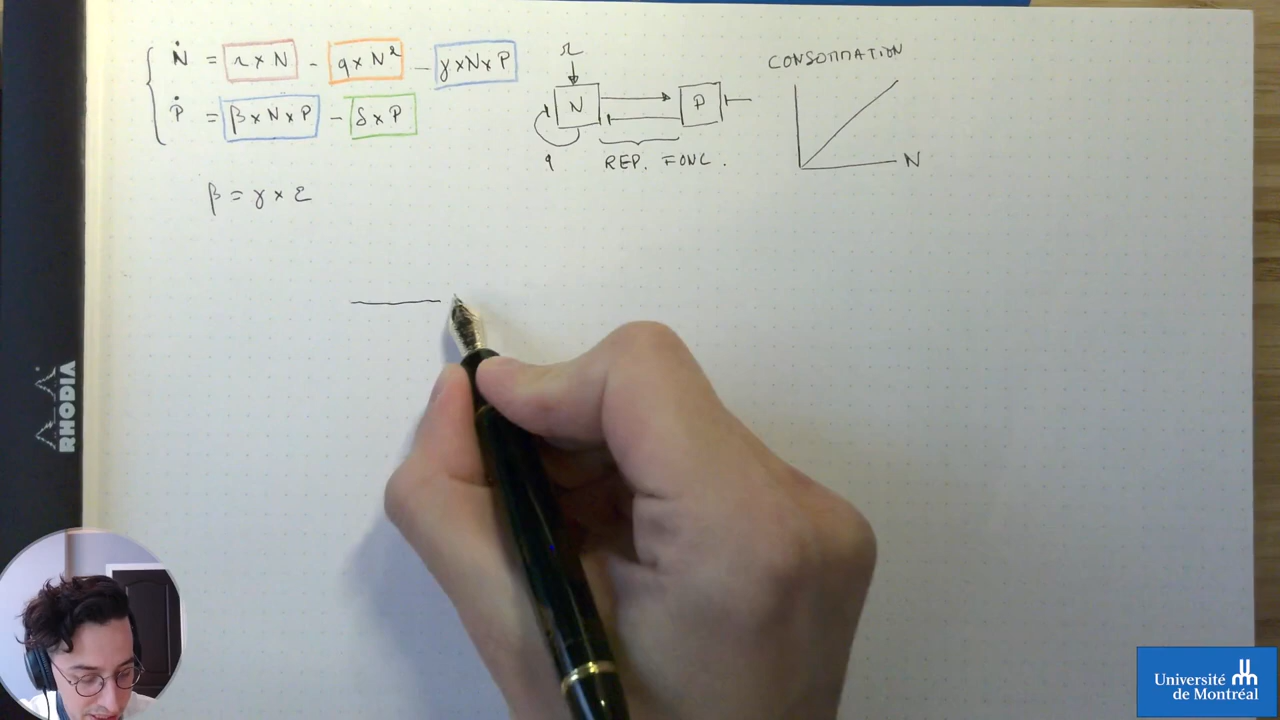 Ṅ = r × N - q × N² - γ × N × P
Ṗ = β × N × P - δ × P
β = γ × ε
r
N
P
q
REP. FONC.
CONSOMMATION
N
RHODIA
Université
de Montréal